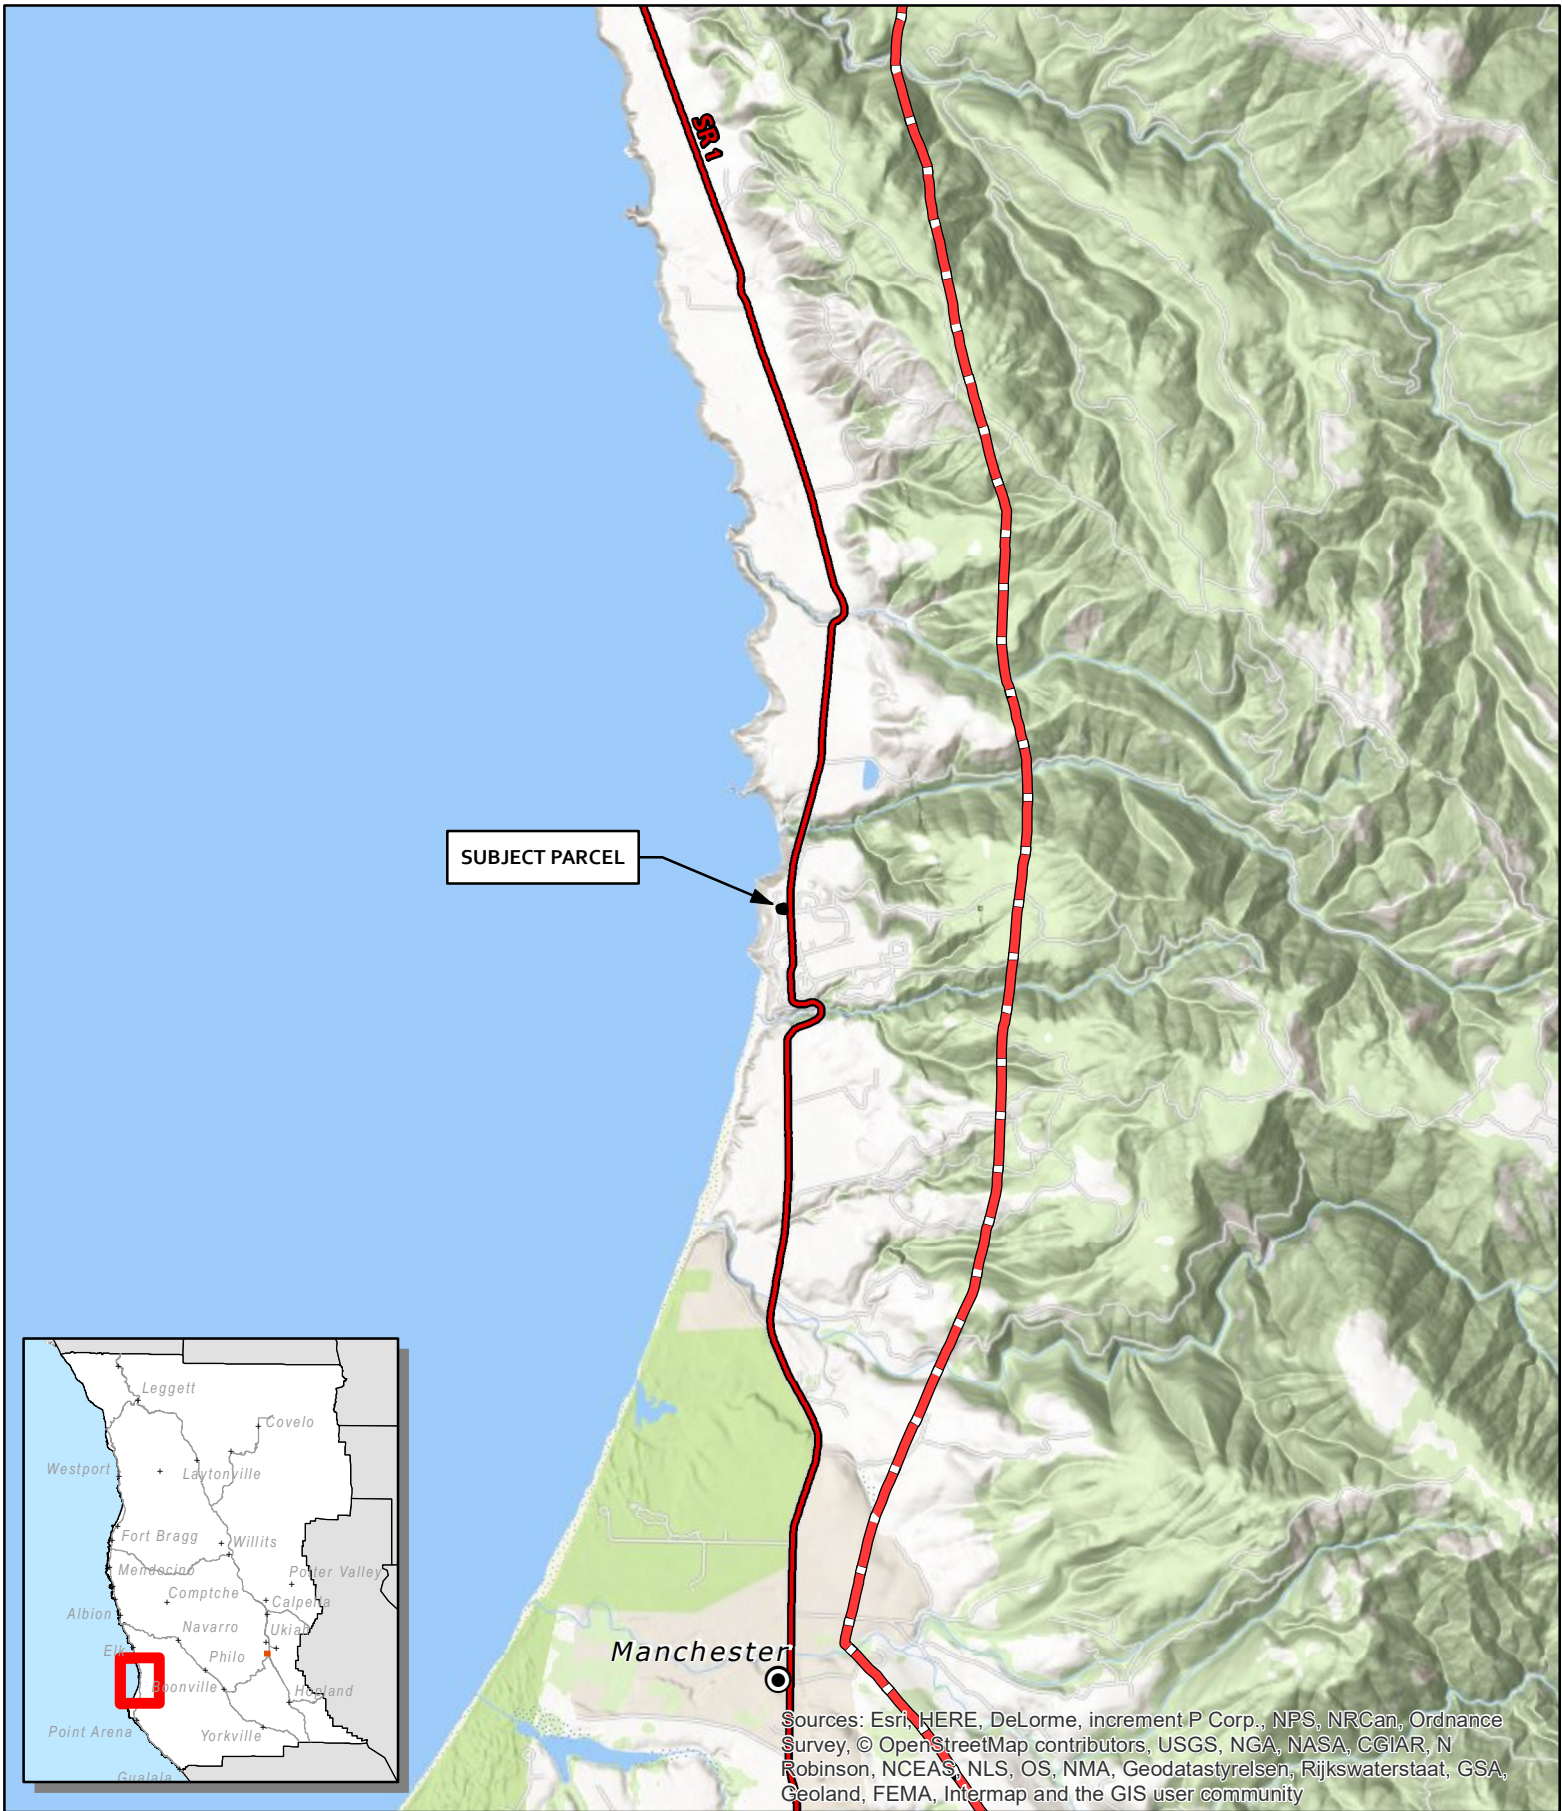 SR 1
SUBJECT PARCEL
Leggett
Covelo
Westport
Laytonville
Fort Bragg
Willits
Mendocino
Potter Valley
Comptche
Calpella
Albion
Navarro
Ukiah
Elk
Philo
Boonville
Hopland
Point Arena
Yorkville
Gualala
Manchester
Sources: Esri, HERE, DeLorme, increment P Corp., NPS, NRCan, Ordnance
Survey, © OpenStreetMap contributors, USGS, NGA, NASA, CGIAR, N
Robinson, NCEAS, NLS, OS, NMA, Geodatastyrelsen, Rijkswaterstaat, GSA,
Geoland, FEMA, Intermap and the GIS user community